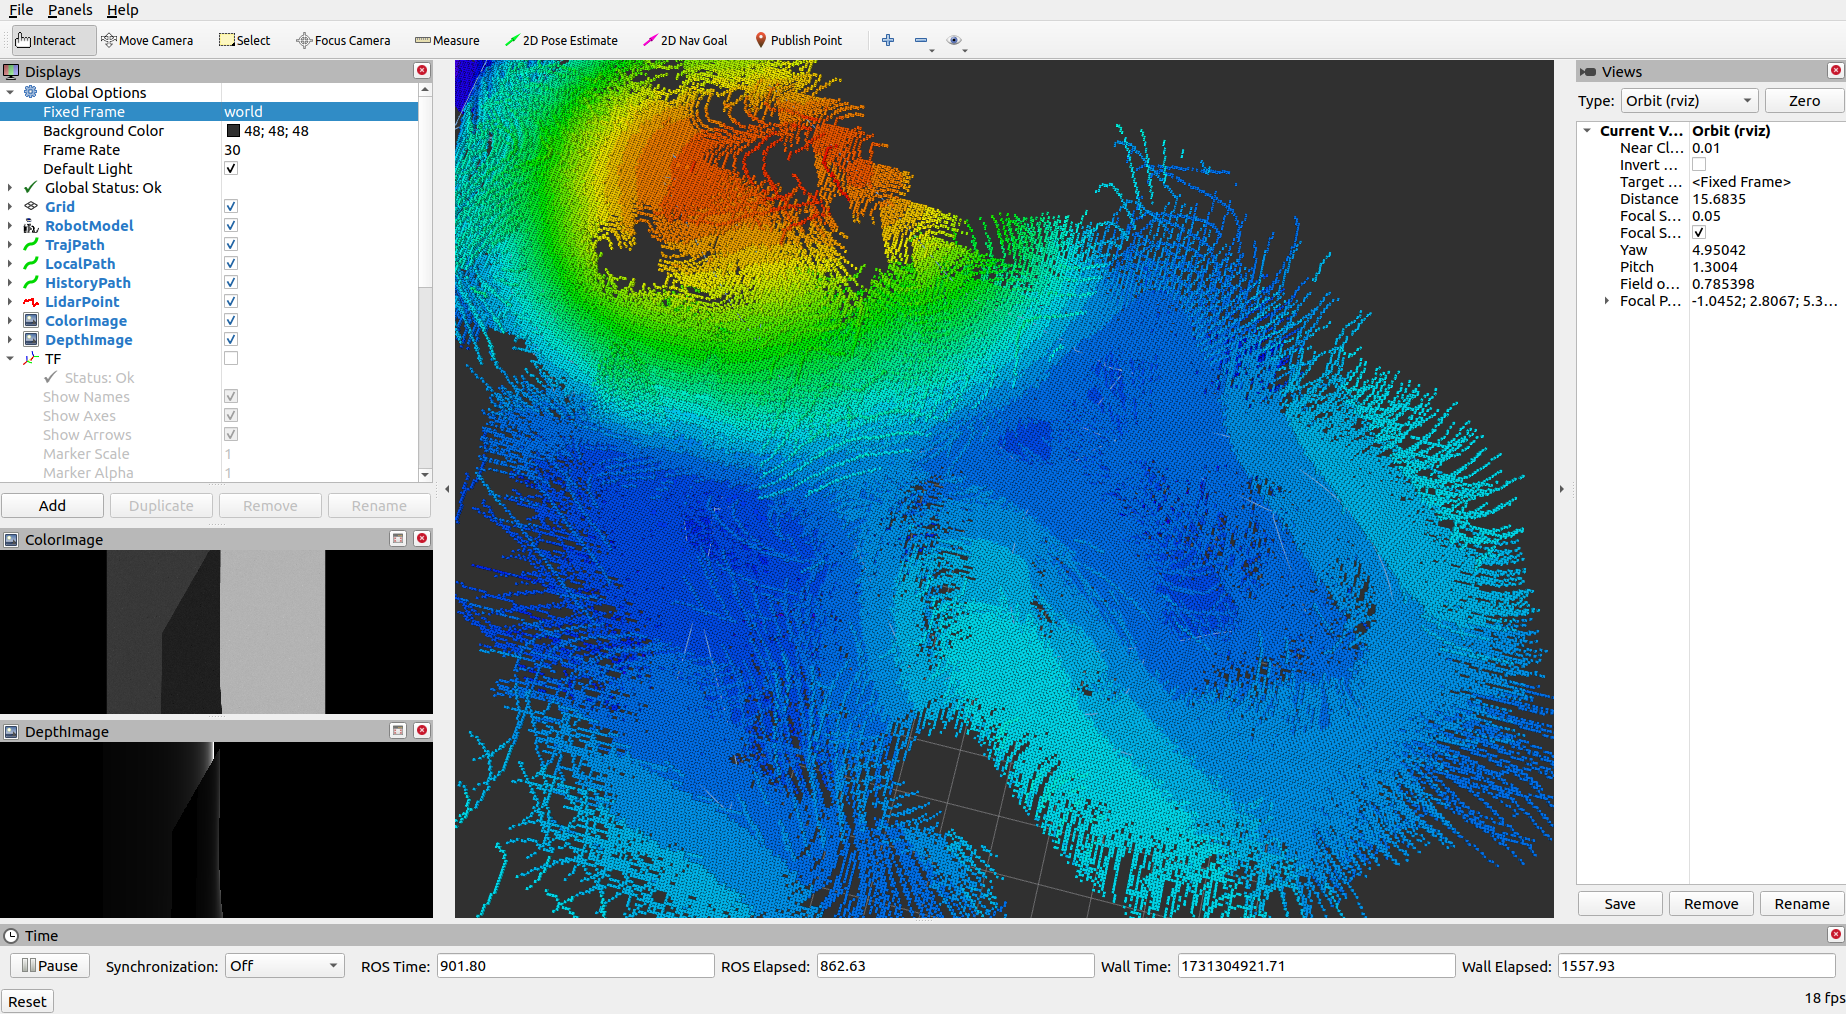 File Panels Help
Interact Move Camera Select Focus Camera Measure 2D Pose Estimate 2D Nav Goal Publish Point
Displays
Global Options
Fixed Frame world
Background Color 48; 48; 48
Frame Rate 30
Default Light
Global Status: Ok
Grid
RobotModel
TrajPath
LocalPath
HistoryPath
LidarPoint
ColorImage
DepthImage
TF
Status: Ok
Show Names
Show Axes
Show Arrows
Marker Scale 1
Marker Alpha 1
Add Duplicate Remove Rename
ColorImage
DepthImage
Views
Type: Orbit (rviz) Zero
Current V... Orbit (rviz)
Near Cl... 0.01
Invert ...
Target ... <Fixed Frame>
Distance 15.6835
Focal S... 0.05
Focal S...
Yaw 4.95042
Pitch 1.3004
Field o... 0.785398
Focal P... -1.0452; 2.8067; 5.3...
Save Remove Rename
Time
Pause Synchronization: Off ROS Time: 901.80 ROS Elapsed: 862.63 Wall Time: 1731304921.71 Wall Elapsed: 1557.93
Reset 18 fps